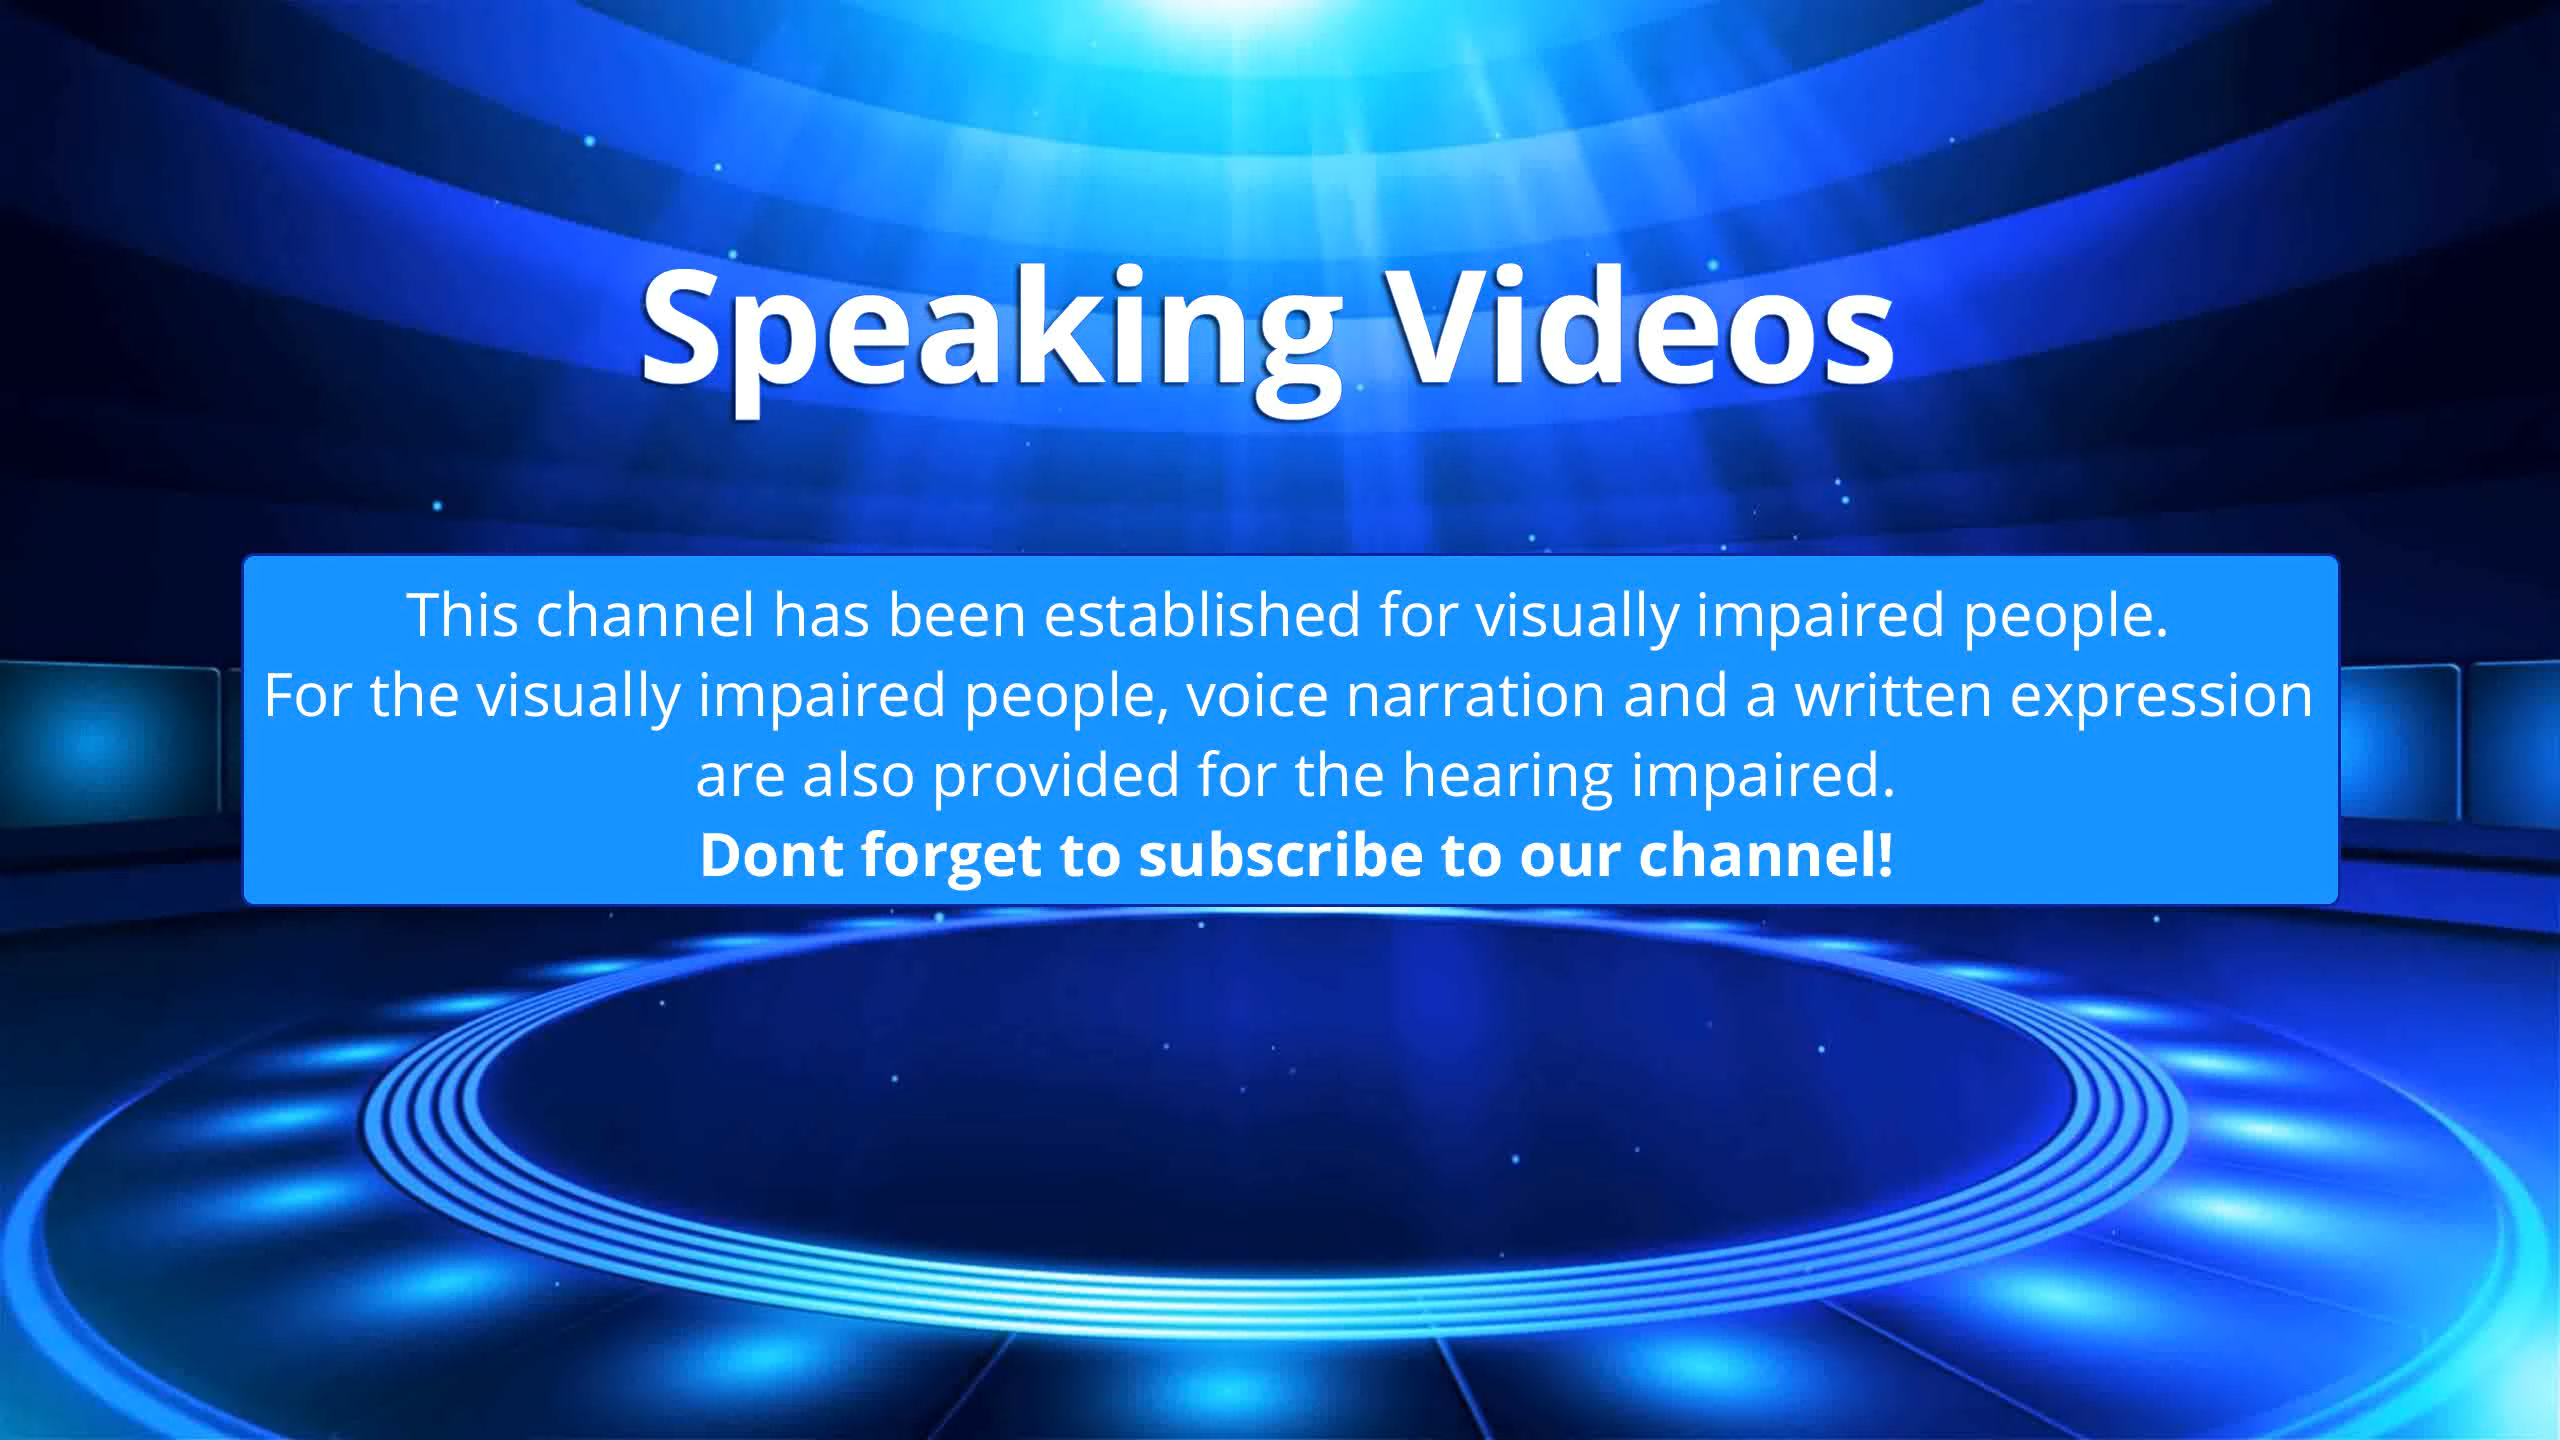 Speaking Videos
This channel has been established for visually impaired people.
For the visually impaired people, voice narration and a written expression
are also provided for the hearing impaired.
Dont forget to subscribe to our channel!